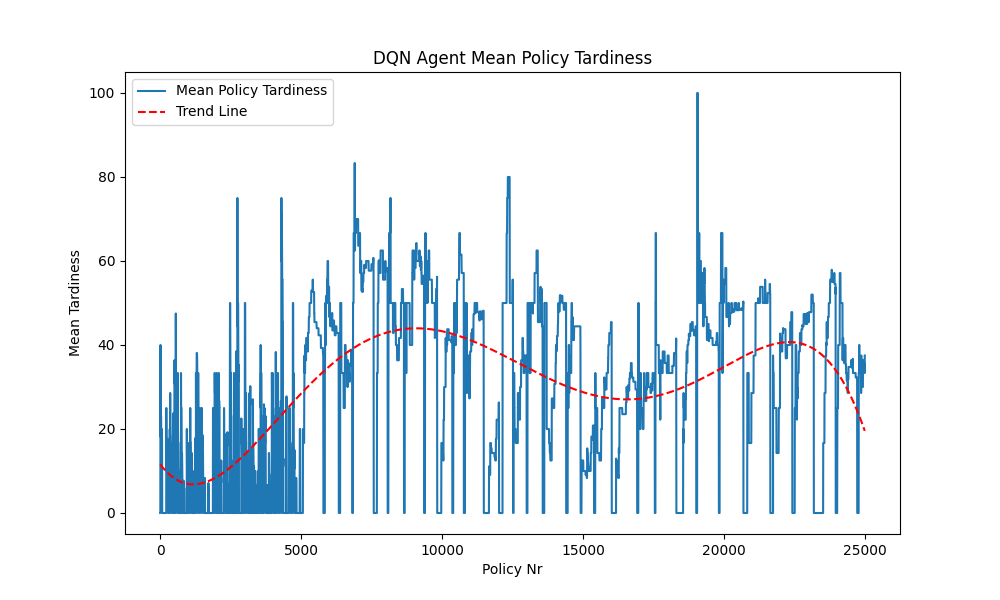 DQN Agent Mean Policy Tardiness
Mean Policy Tardiness
Trend Line
Mean Tardiness
100
80
60
40
20
0
0 5000 10000 15000 20000 25000
Policy Nr